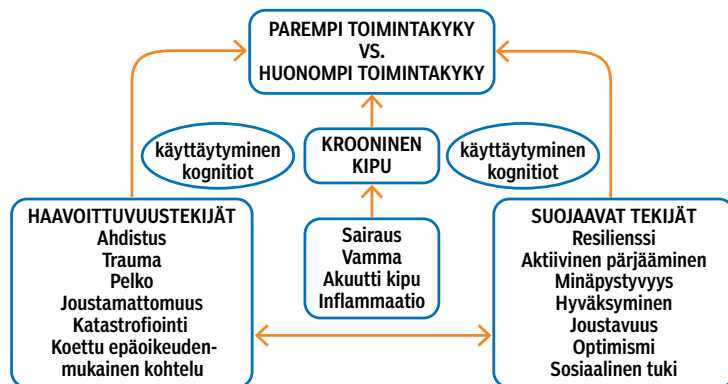 PAREMPI TOIMINTAKYKY
VS.
HUONOMPI TOIMINTAKYKY
käyttäytyminen
kognitiot
KROONINEN
KIPU
käyttäytyminen
kognitiot
HAAVOITTUVUUSTEKIJÄT
Ahdistus
Trauma
Pelko
Joustamattomuus
Katastrofiointi
Koettu epäoikeuden-
mukainen kohtelu
Sairaus
Vamma
Akuutti kipu
Inflammaatio
SUOJAAVAT TEKIJÄT
Resilienssi
Aktiivinen pärjääminen
Minäpystyvyys
Hyväksyminen
Joustavuus
Optimismi
Sosiaalinen tuki